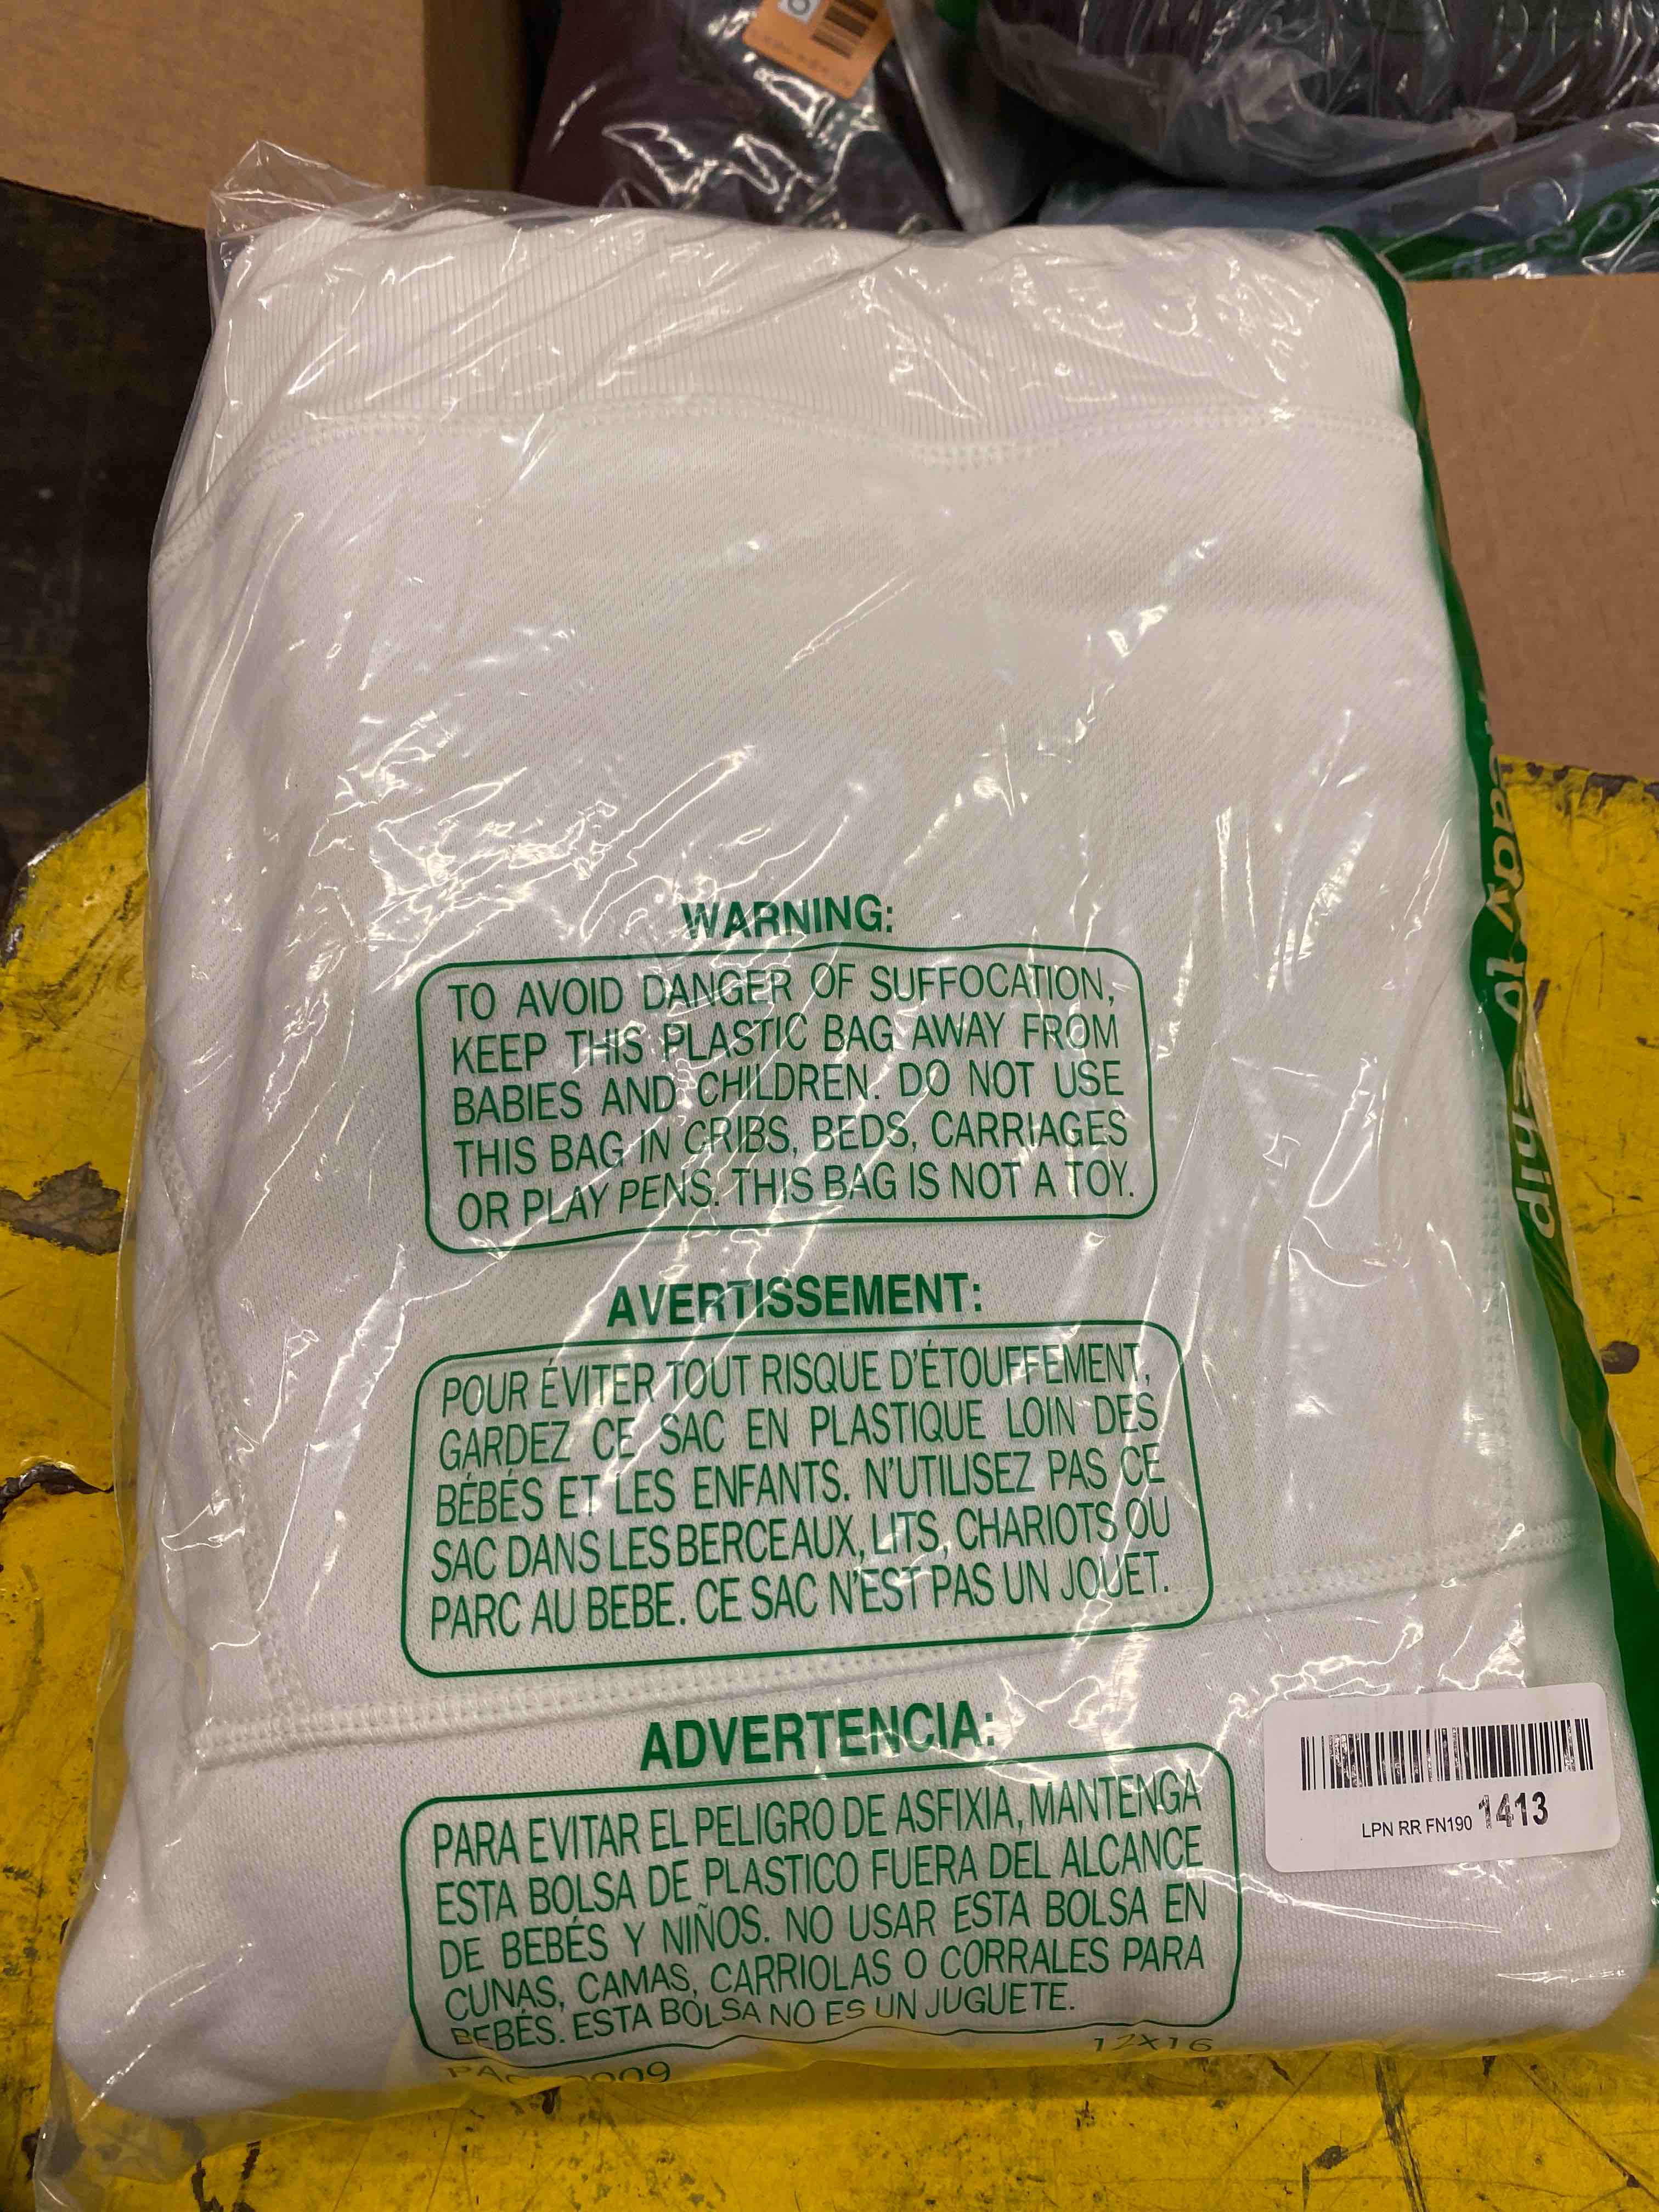 WARNING:
TO AVOID DANGER OF SUFFOCATION,
KEEP THIS PLASTIC BAG AWAY FROM
BABIES AND CHILDREN. DO NOT USE
THIS BAG IN CRIBS, BEDS, CARRIAGES
OR PLAY PENS. THIS BAG IS NOT A TOY.
AVERTISSEMENT:
POUR ÉVITER TOUT RISQUE D'ÉTOUFFEMENT,
GARDEZ CE SAC EN PLASTIQUE LOIN DES
BÉBÉS ET LES ENFANTS. N'UTILISEZ PAS CE
SAC DANS LES BERCEAUX, LITS, CHARIOTS OU
PARC AU BEBE. CE SAC N'EST PAS UN JOUET.
ADVERTENCIA:
PARA EVITAR EL PELIGRO DE ASFIXIA, MANTENGA
ESTA BOLSA DE PLASTICO FUERA DEL ALCANCE
DE BEBÉS Y NIÑOS. NO USAR ESTA BOLSA EN
CUNAS, CAMAS, CARRIOLAS O CORRALES PARA
BEBÉS. ESTA BOLSA NO ES UN JUGUETE.
12X16
LPN RR FN190 1413